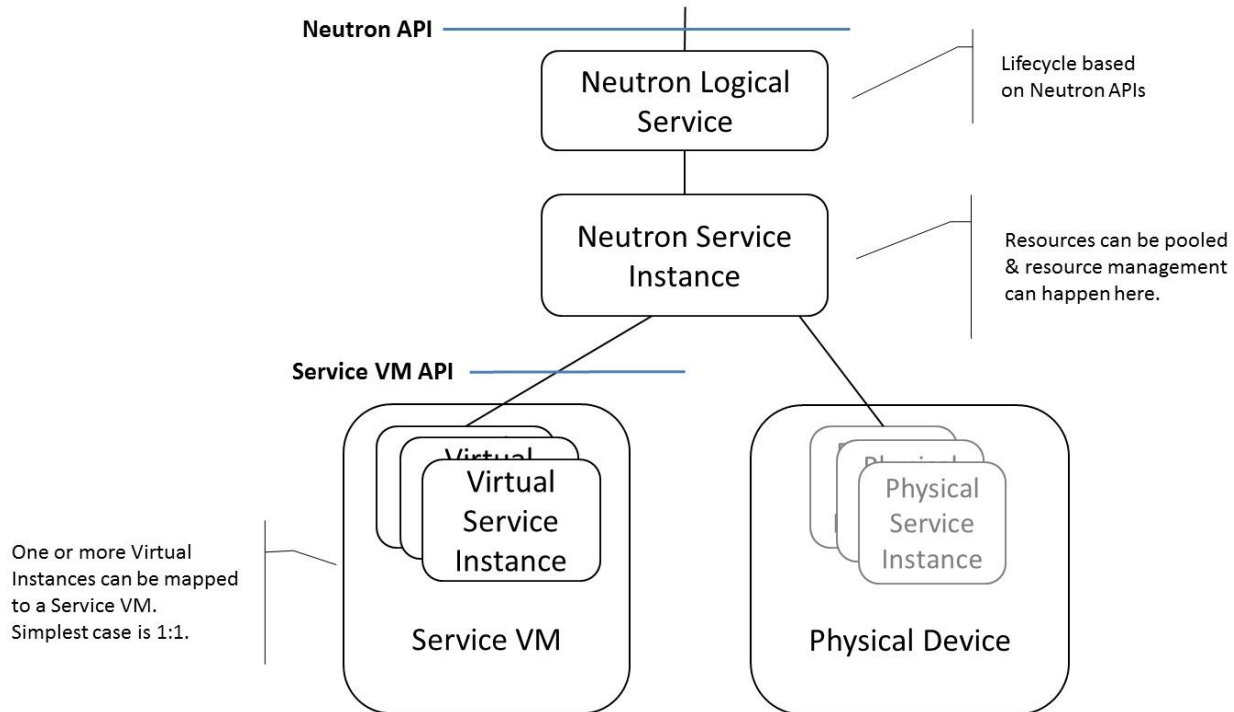 Neutron API
Neutron Logical
Service
Lifecycle based
on Neutron APIs
Neutron Service
Instance
Resources can be pooled
& resource management
can happen here.
Service VM API
Virtual
Virtual
Service
Instance
Physical
Physical
Service
Instance
One or more Virtual
Instances can be mapped
to a Service VM.
Simplest case is 1:1.
Service VM
Physical Device